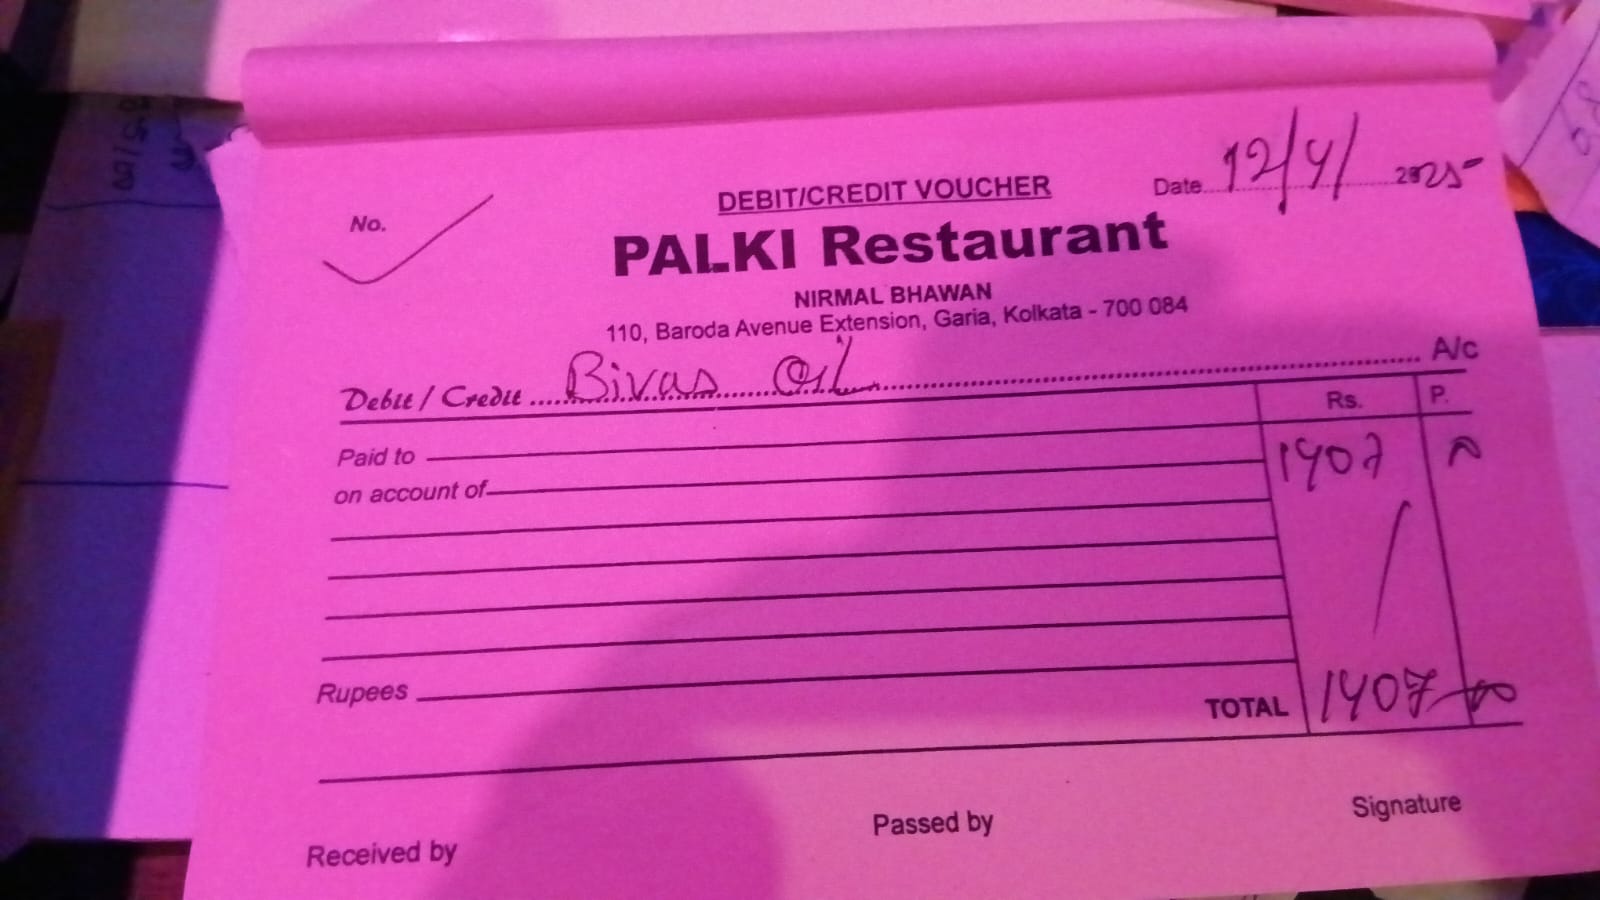 DEBIT/CREDIT VOUCHER
Date 12/4/ 2025
No.
PALKI Restaurant
NIRMAL BHAWAN
110, Baroda Avenue Extension, Garia, Kolkata - 700 084
Debit / Credit Bivas Oil A/c
Rs. P.
Paid to 1407
on account of
Rupees
TOTAL 1407 00
Received by Passed by Signature